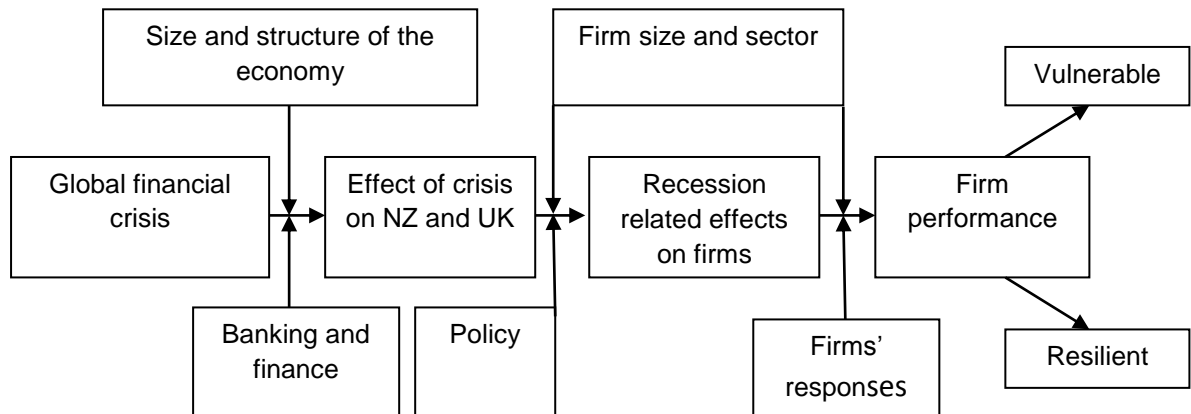 Size and structure of the
economy
Firm size and sector
Vulnerable
Global financial
crisis
Effect of crisis
on NZ and UK
Recession
related effects
on firms
Firm
performance
Banking and
finance
Policy
Firms’
responses
Resilient